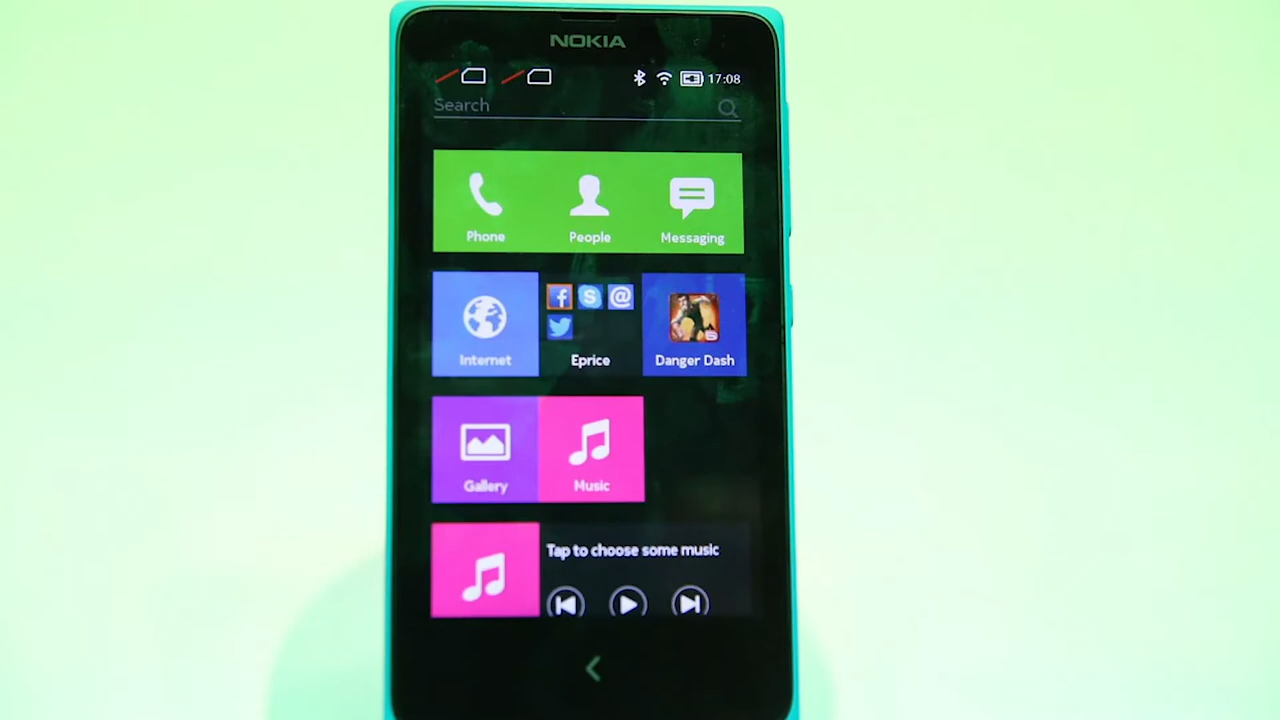 NOKIA
17:08
Search
Phone People Messaging
Internet Eprice Danger Dash
Gallery Music
Tap to choose some music